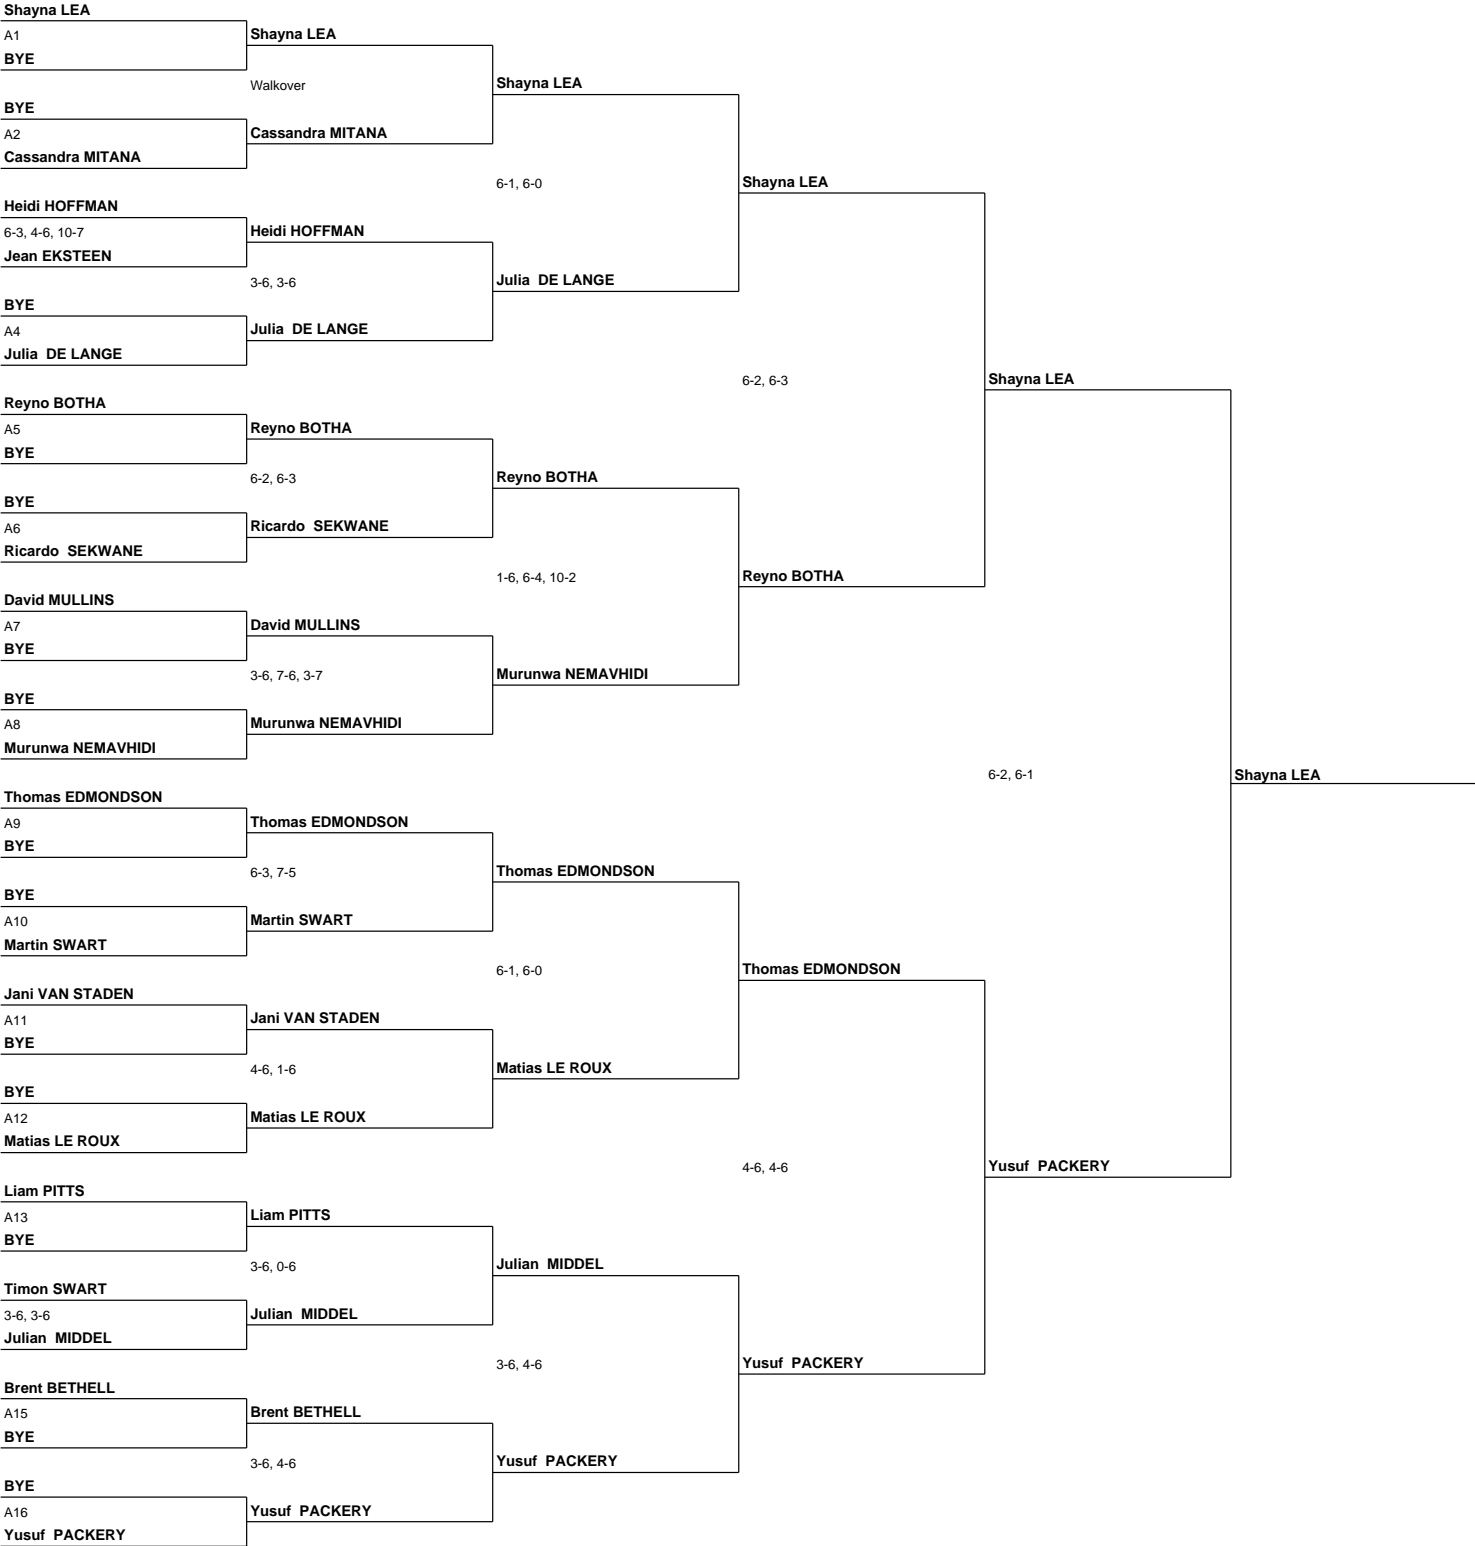 Shayna LEA
A1
BYE
BYE
A2
Cassandra MITANA
Heidi HOFFMAN
6-3, 4-6, 10-7
Jean EKSTEEN
BYE
A4
Julia  DE LANGE
Reyno BOTHA
A5
BYE
BYE
A6
Ricardo  SEKWANE
David MULLINS
A7
BYE
BYE
A8
Murunwa NEMAVHIDI
Thomas EDMONDSON
A9
BYE
BYE
A10
Martin SWART
Jani VAN STADEN
A11
BYE
BYE
A12
Matias LE ROUX
Liam PITTS
A13
BYE
Timon SWART
3-6, 3-6
Julian  MIDDEL
Brent BETHELL
A15
BYE
BYE
A16
Yusuf  PACKERY
Shayna LEA
Walkover
Cassandra MITANA
Heidi HOFFMAN
3-6, 3-6
Julia  DE LANGE
Reyno BOTHA
6-2, 6-3
Ricardo  SEKWANE
David MULLINS
3-6, 7-6, 3-7
Murunwa NEMAVHIDI
Thomas EDMONDSON
6-3, 7-5
Martin SWART
Jani VAN STADEN
4-6, 1-6
Matias LE ROUX
Liam PITTS
3-6, 0-6
Julian  MIDDEL
Brent BETHELL
3-6, 4-6
Yusuf  PACKERY
Shayna LEA
6-1, 6-0
Julia  DE LANGE
Reyno BOTHA
1-6, 6-4, 10-2
Murunwa NEMAVHIDI
Thomas EDMONDSON
6-1, 6-0
Matias LE ROUX
Julian  MIDDEL
3-6, 4-6
Yusuf  PACKERY
Shayna LEA
6-2, 6-3
Reyno BOTHA
Thomas EDMONDSON
4-6, 4-6
Yusuf  PACKERY
Shayna LEA
6-2, 6-1
Yusuf  PACKERY
Shayna LEA